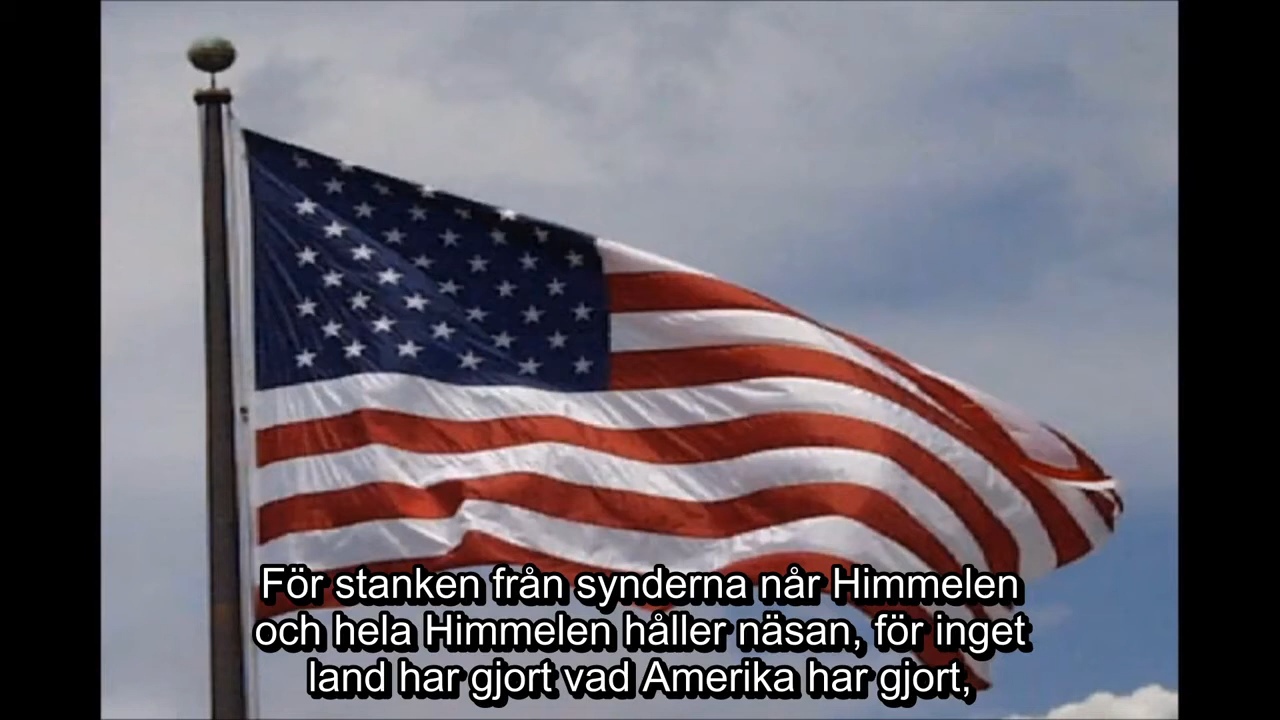 För stanken från synderna når Himmelen
och hela Himmelen håller näsan, för inget
land har gjort vad Amerika har gjort,